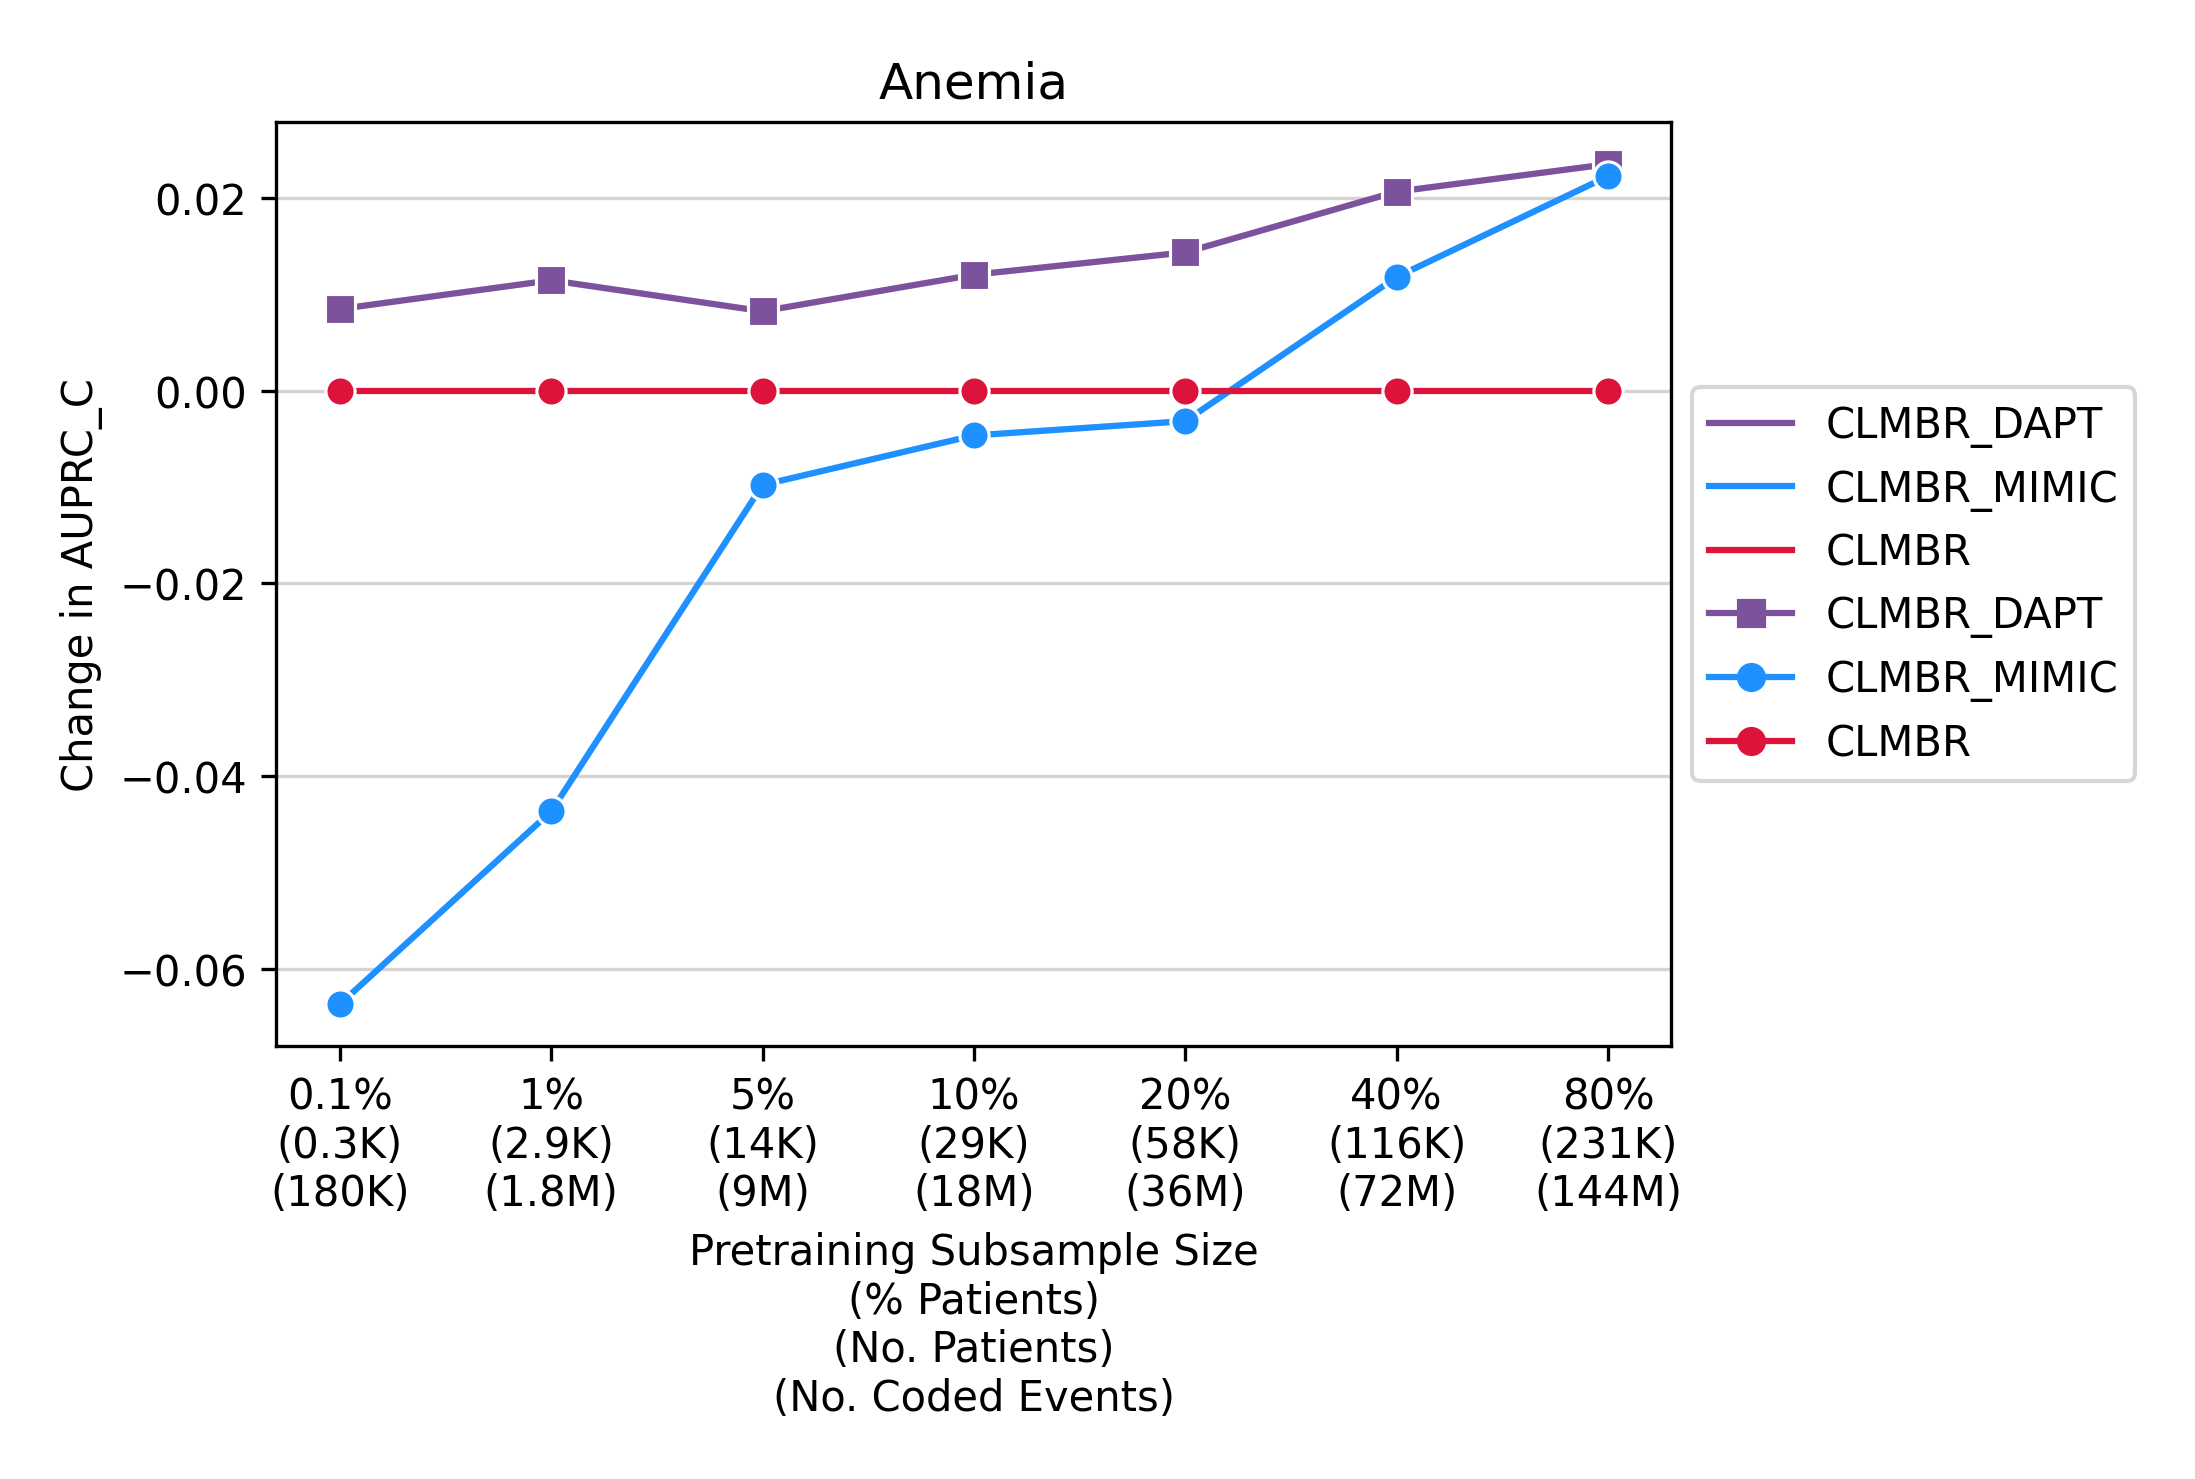 Anemia
0.02
0.00
−0.02
−0.04
−0.06
Change in AUPRC_C
0.1% 1% 5% 10% 20% 40% 80%
(0.3K) (2.9K) (14K) (29K) (58K) (116K) (231K)
(180K) (1.8M) (9M) (18M) (36M) (72M) (144M)
Pretraining Subsample Size
(% Patients)
(No. Patients)
(No. Coded Events)
CLMBR_DAPT
CLMBR_MIMIC
CLMBR
CLMBR_DAPT
CLMBR_MIMIC
CLMBR